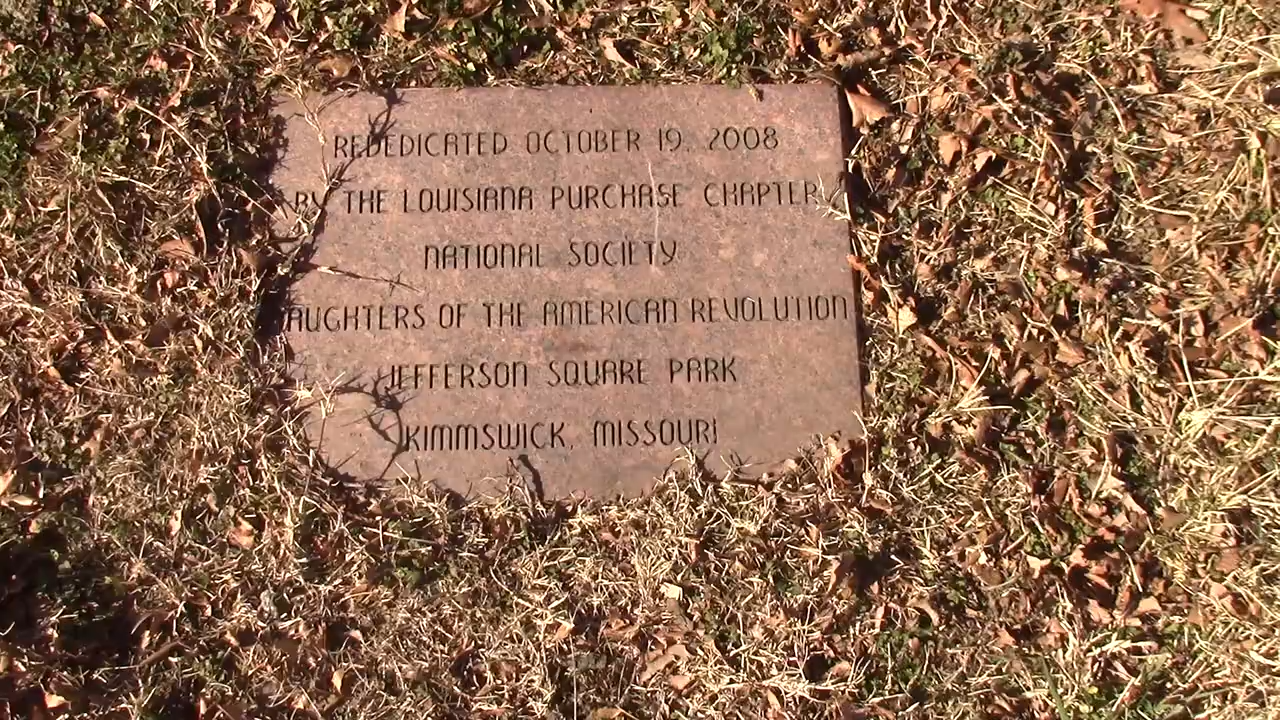 REDEDICATED OCTOBER 19, 2008
BY THE LOUISIANA PURCHASE CHAPTER
NATIONAL SOCIETY
DAUGHTERS OF THE AMERICAN REVOLUTION
JEFFERSON SQUARE PARK
KIMMSWICK, MISSOURI